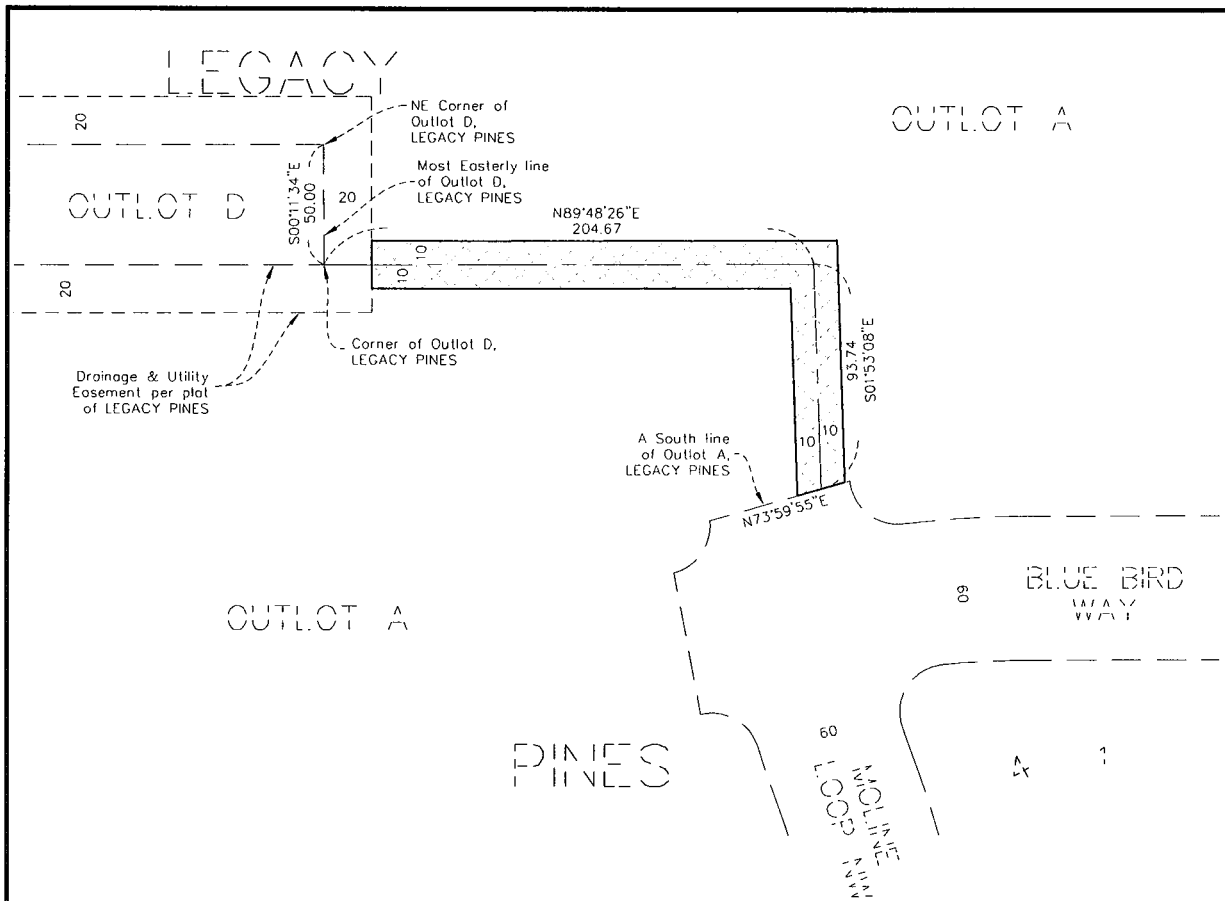 LEGACY
OUTLOT A
20
NE Corner of
Outlot D,
LEGACY PINES
Most Easterly line
of Outlot D,
LEGACY PINES
OUTLOT D
S00°11'34"E
50.00
20
N89°48'26"E
204.67
10
10
20
Corner of Outlot D,
LEGACY PINES
Drainage & Utility
Easement per plat
of LEGACY PINES
S01°53'08"E
93.74
10
10
A South line
of Outlot A,
LEGACY PINES
N73°59'55"E
OUTLOT A
60
BLUE BIRD
WAY
PINES
60
MOLINE
LOOP NW
4
1